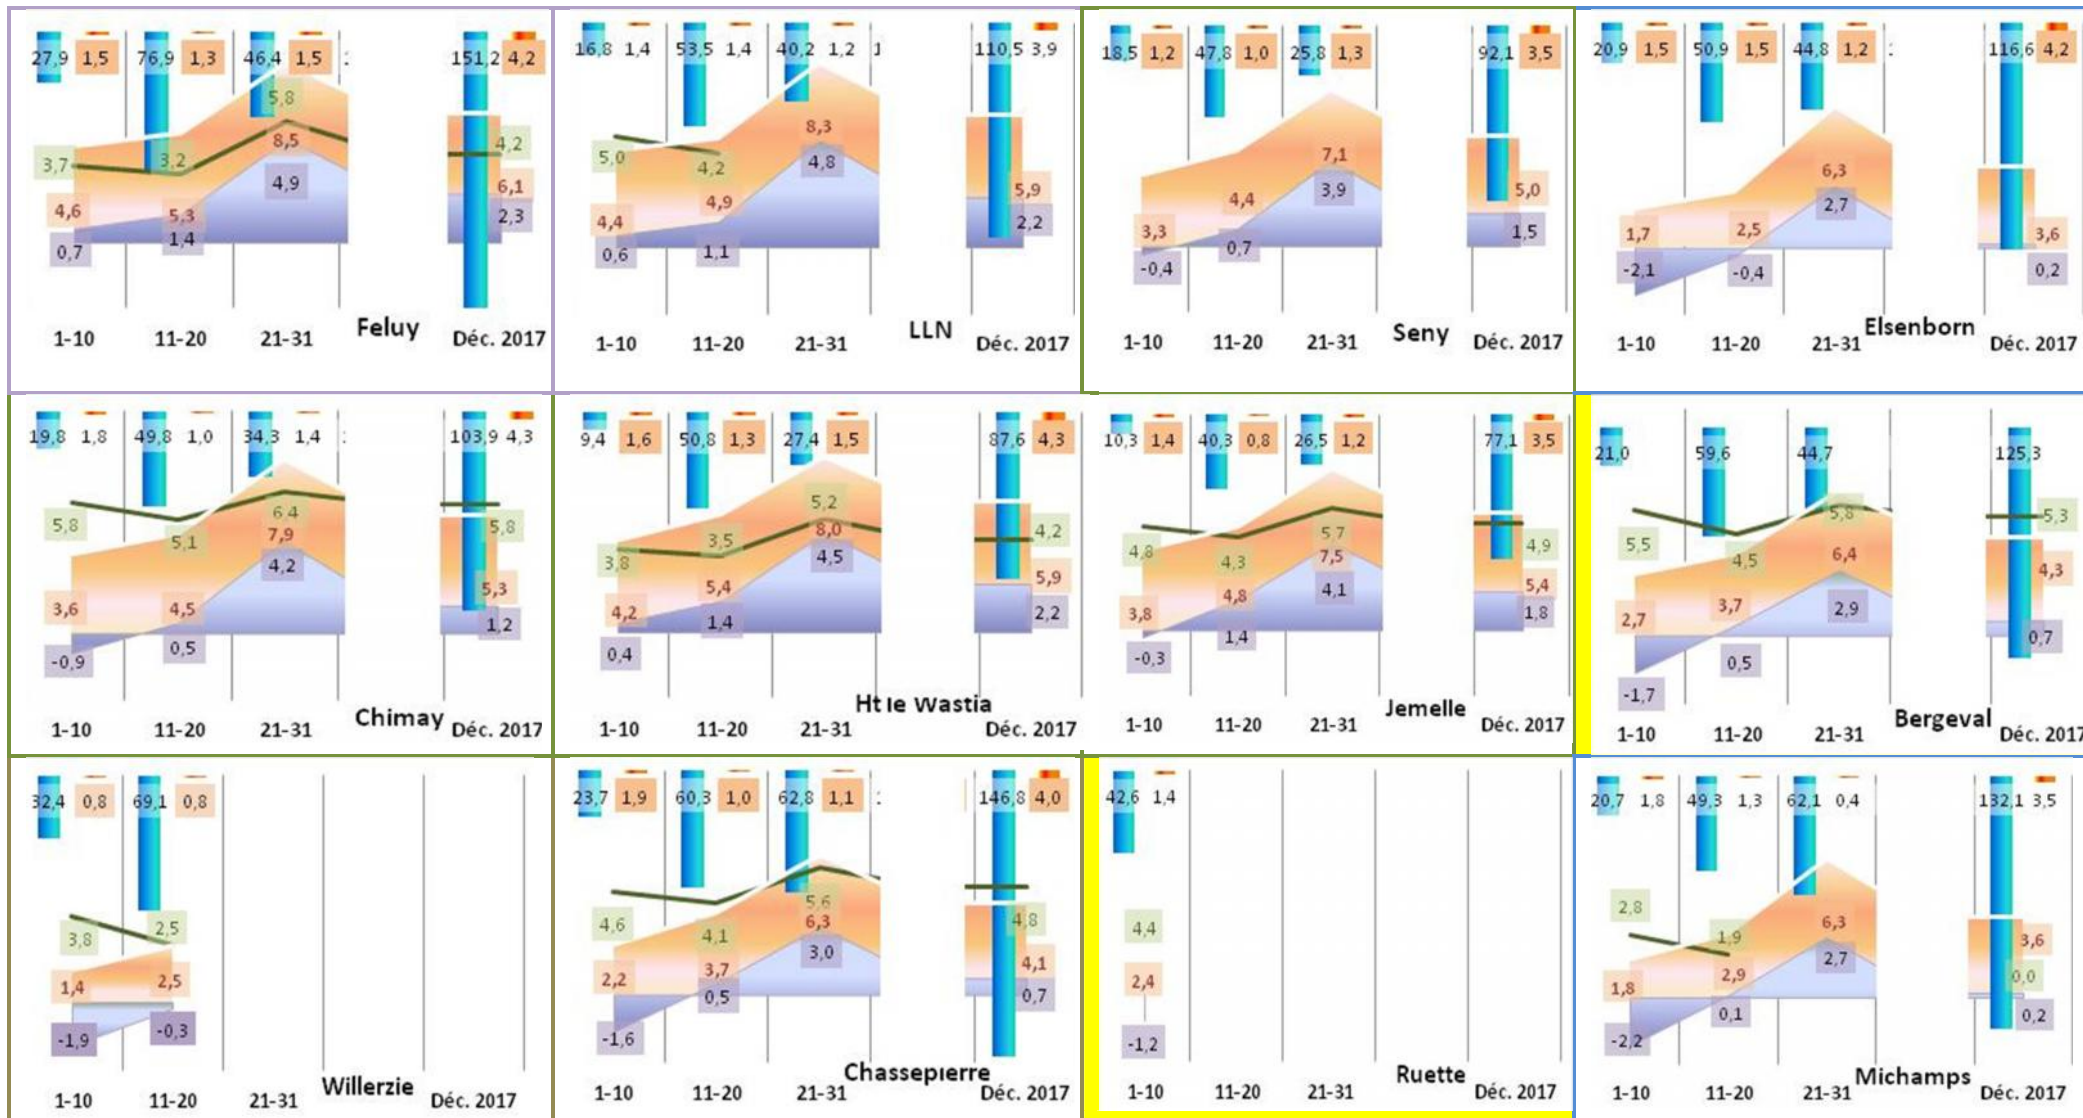 27,9 1,5 76,9 1,3 46,4 1,5 151,2 4,2
5,8
3,7 3,2 8,5 4,2
4,6 5,3 4,9 6,1
0,7 1,4 2,3
Feluy
1-10 11-20 21-31 Déc. 2017
16,8 1,4 53,5 1,4 40,2 1,2 110,5 3,9
8,3
5,0 4,2 4,8
4,4 4,9 5,9
0,6 1,1 2,2
LLN
1-10 11-20 21-31 Déc. 2017
18,5 1,2 47,8 1,0 25,8 1,3 92,1 3,5
7,1
4,4 3,9 5,0
3,3 0,7 1,5
-0,4
Seny
1-10 11-20 21-31 Déc. 2017
20,9 1,5 50,9 1,5 44,8 1,2 116,6 4,2
6,3
1,7 2,5 2,7 3,6
-2,1 -0,4 0,2
Elsenborn
1-10 11-20 21-31 Déc. 2017
19,8 1,8 49,8 1,0 34,3 1,4 103,9 4,3
5,8 5,1 6,4 5,8
7,9
3,6 4,5 4,2 5,3
-0,9 0,5 1,2
Chimay
1-10 11-20 21-31 Déc. 2017
9,4 1,6 50,8 1,3 27,4 1,5 87,6 4,3
5,2
3,8 3,5 8,0 4,2
4,2 5,4 4,5 5,9
0,4 1,4 2,2
Ht le Wastia
1-10 11-20 21-31 Déc. 2017
10,3 1,4 40,3 0,8 26,5 1,2 77,1 3,5
4,8 4,3 5,7 4,9
7,5
3,8 4,8 4,1 5,4
-0,3 1,4 1,8
Jemelle
1-10 11-20 21-31 Déc. 2017
21,0 59,6 44,7 125,3
5,5 4,5 5,8 5,3
2,7 3,7 6,4 4,3
-1,7 0,5 2,9 0,7
Bergeval
1-10 11-20 21-31 Déc. 2017
32,4 0,8 69,1 0,8
3,8 2,5
1,4 2,5
-1,9 -0,3
Willerzie
1-10 11-20 21-31 Déc. 2017
23,7 1,9 60,3 1,0 62,8 1,1 146,8 4,0
4,6 4,1 5,6 4,8
6,3
2,2 3,7 3,0 4,1
-1,6 0,5 0,7
Chassepierre
1-10 11-20 21-31 Déc. 2017
42,6 1,4
4,4
2,4
-1,2
Ruette
1-10 11-20 21-31 Déc. 2017
20,7 1,8 49,3 1,3 62,1 0,4 132,1 3,5
2,8 1,9 6,3 3,6
1,8 2,9 2,7 0,0
-2,2 0,1 0,2
Michamps
1-10 11-20 21-31 Déc. 2017